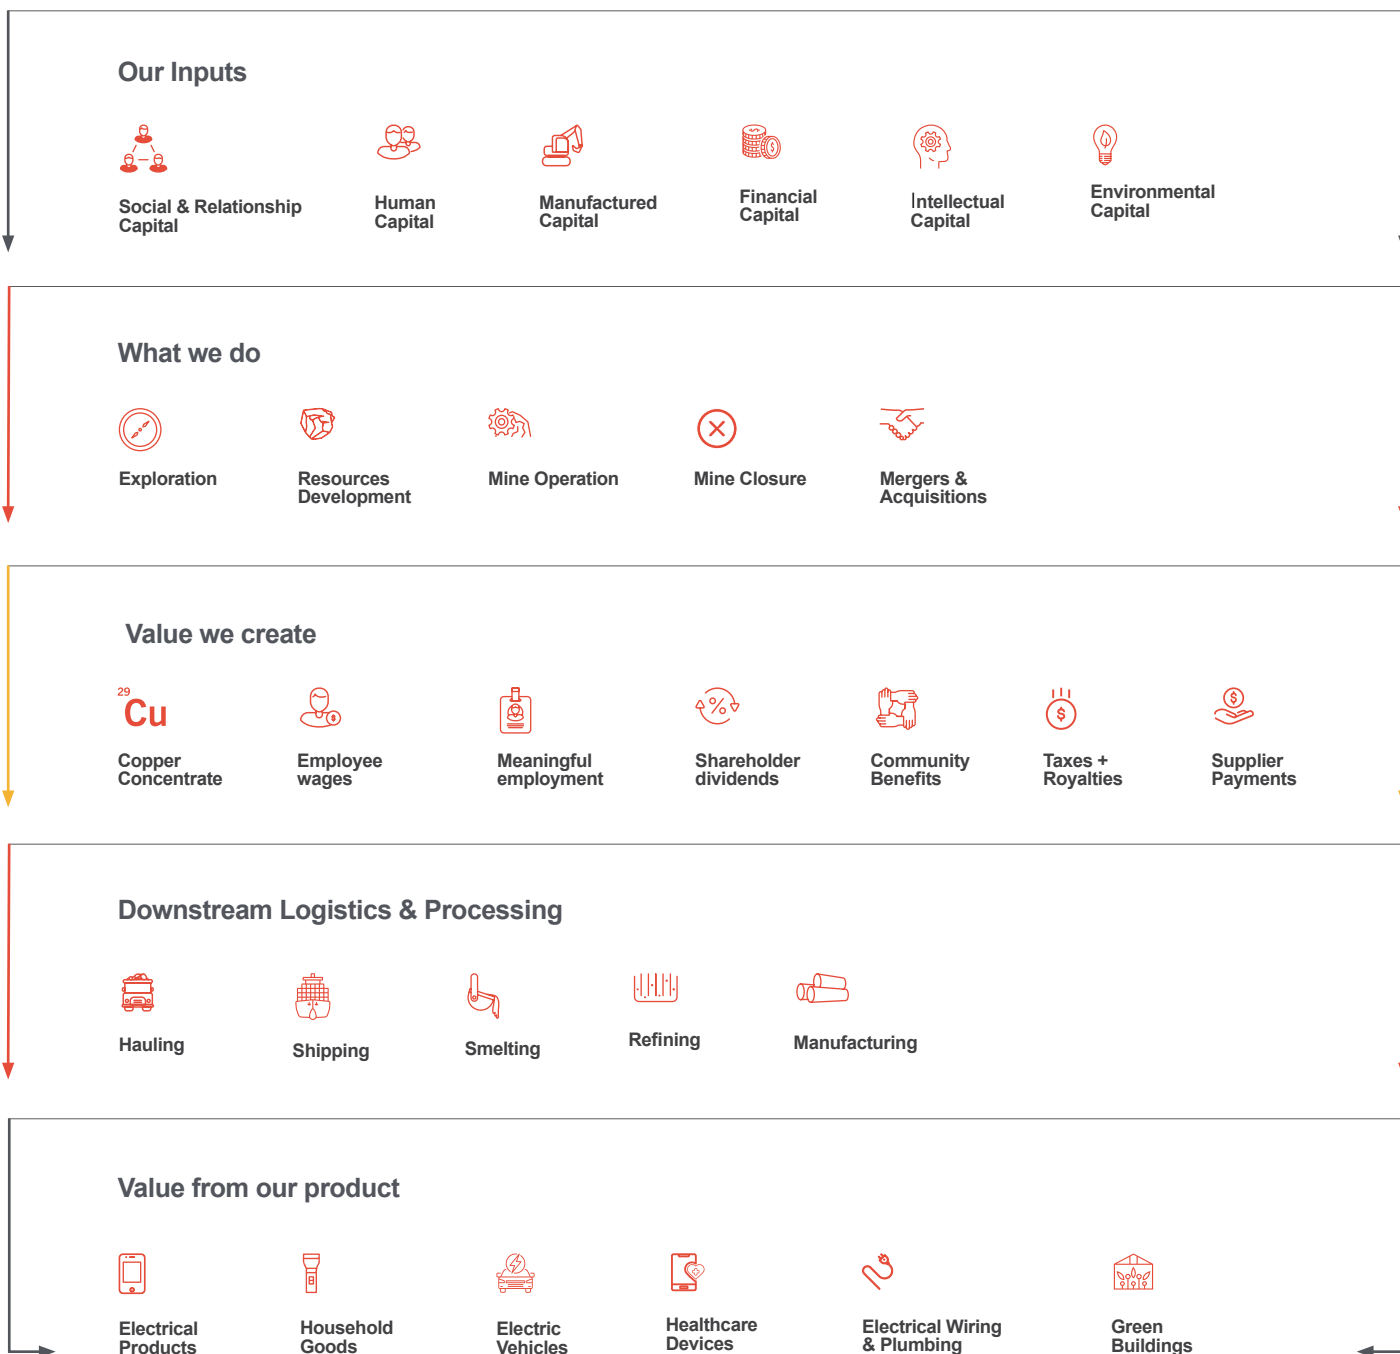 Our Inputs
Social & Relationship
Capital
Human
Capital
Manufactured
Capital
Financial
Capital
Intellectual
Capital
Environmental
Capital
What we do
Exploration
Resources
Development
Mine Operation
Mine Closure
Mergers &
Acquisitions
Value we create
29
Cu
Copper
Concentrate
Employee
wages
Meaningful
employment
Shareholder
dividends
Community
Benefits
Taxes +
Royalties
Supplier
Payments
Downstream Logistics & Processing
Hauling
Shipping
Smelting
Refining
Manufacturing
Value from our product
Electrical
Products
Household
Goods
Electric
Vehicles
Healthcare
Devices
Electrical Wiring
& Plumbing
Green
Buildings